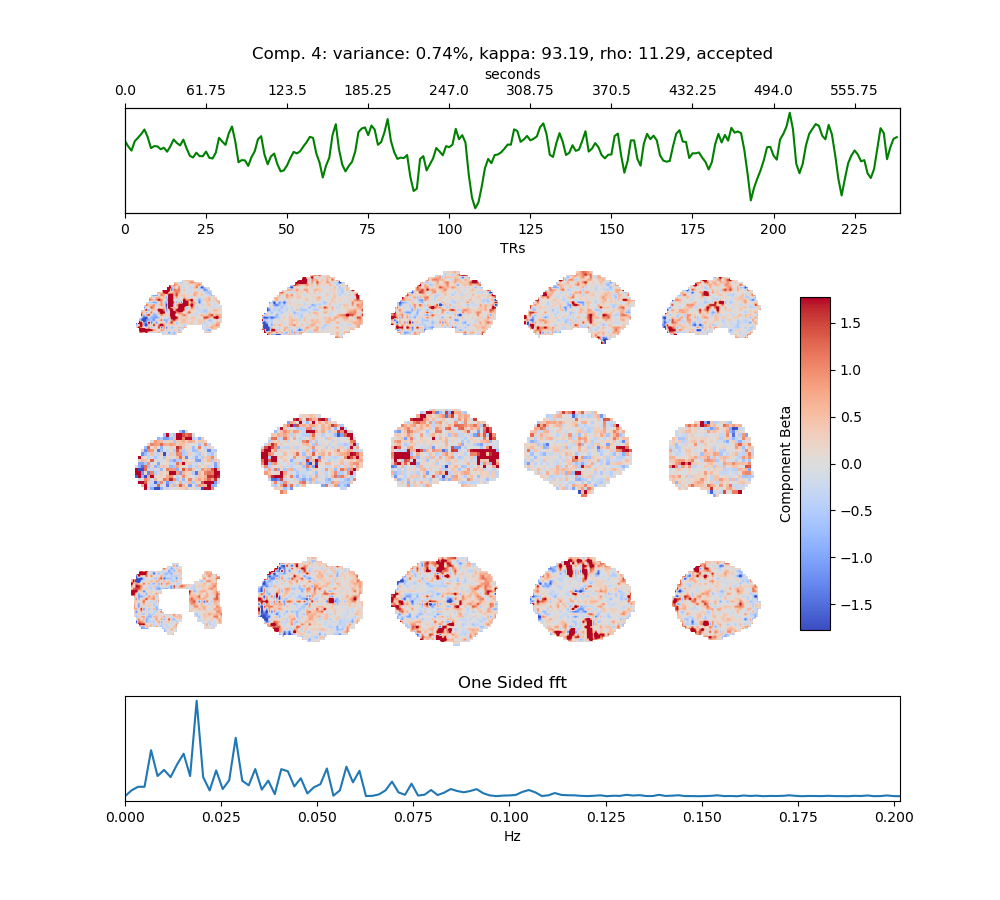 Comp. 4: variance: 0.74%, kappa: 93.19, rho: 11.29, accepted
seconds
0.0 61.75 123.5 185.25 247.0 308.75 370.5 432.25 494.0 555.75
0 25 50 75 100 125 150 175 200 225
TRs
Component Beta
1.5
1.0
0.5
0.0
−0.5
−1.0
−1.5
One Sided fft
0.000 0.025 0.050 0.075 0.100 0.125 0.150 0.175 0.200
Hz